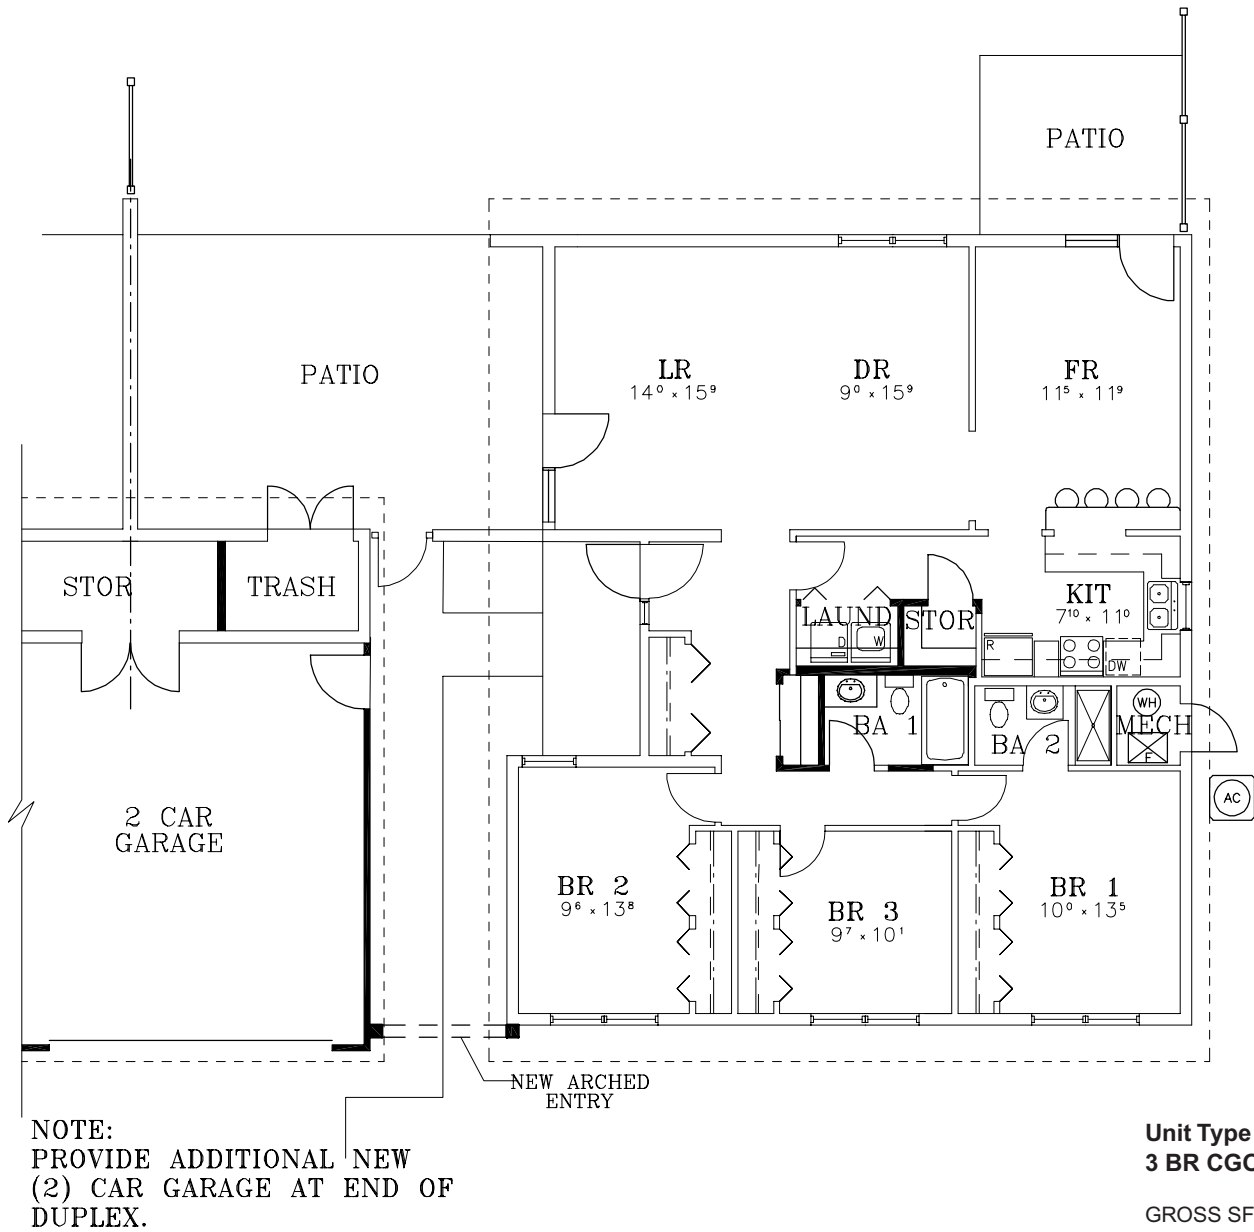 PATIO
PATIO
LR
14⁰ × 15⁹
DR
9⁰ × 15⁹
FR
11⁵ × 11⁹
STOR
TRASH
LAUND
D
W
STOR
KIT
7¹⁰ × 11⁰
R
DW
BA 1
BA 2
WH
MECH
F
AC
2 CAR
GARAGE
BR 2
9⁶ × 13⁸
BR 3
9⁷ × 10¹
BR 1
10⁰ × 13⁵
NEW ARCHED
ENTRY
NOTE:
PROVIDE ADDITIONAL NEW
(2) CAR GARAGE AT END OF
DUPLEX.
Unit Type
3 BR CGO
GROSS SF